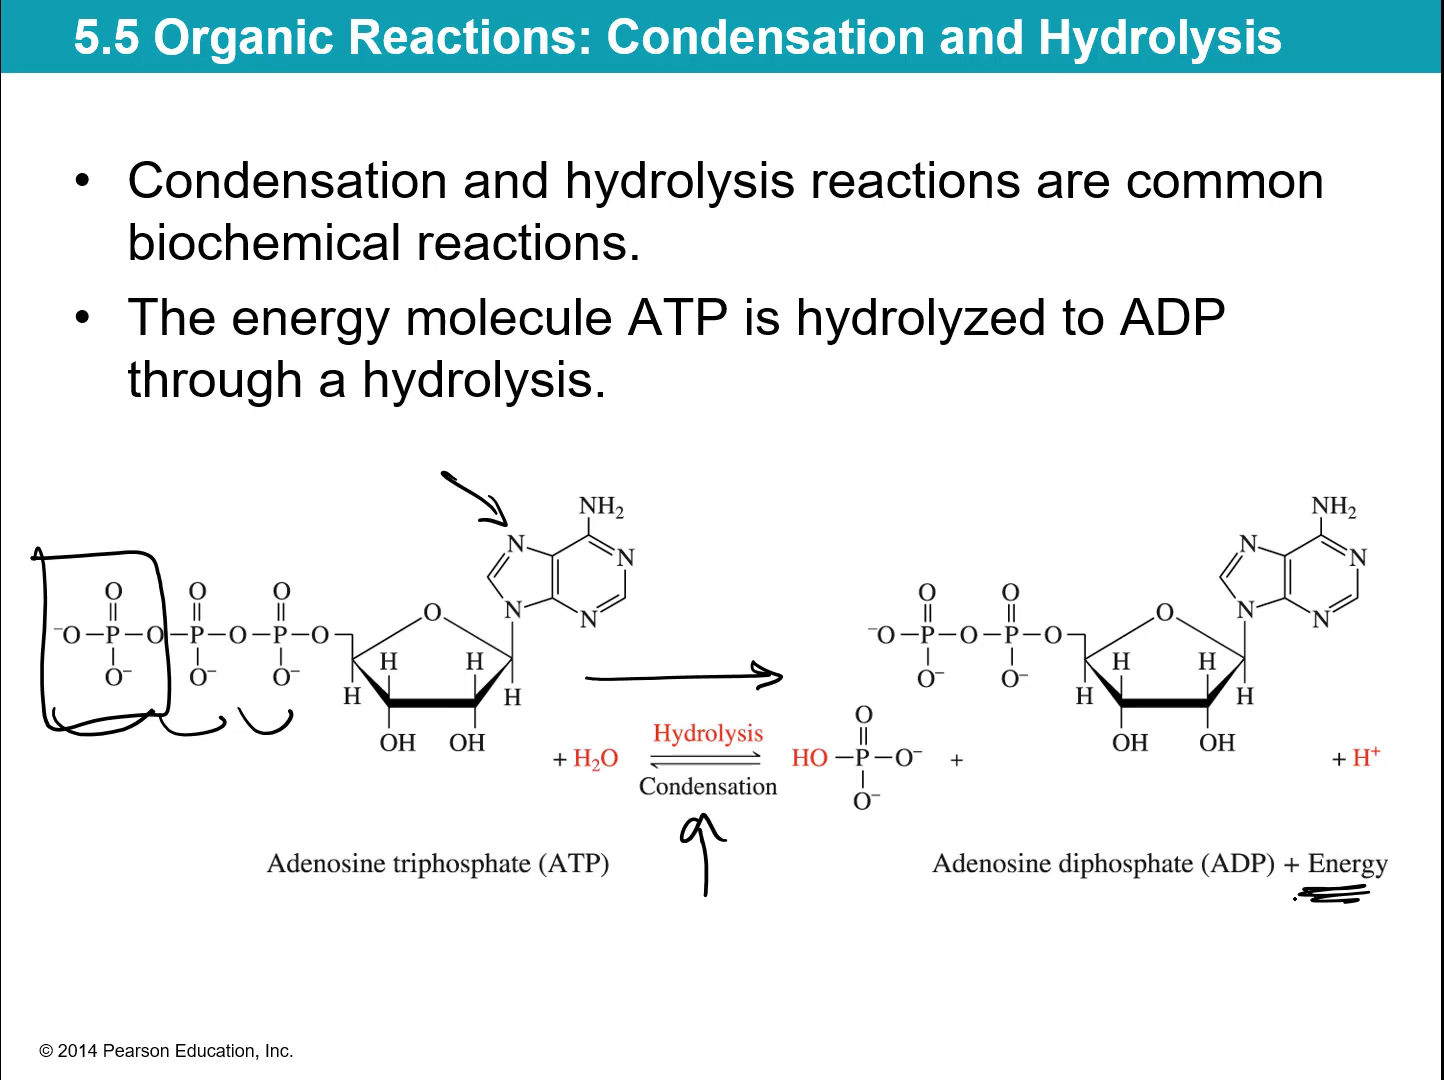 5.5 Organic Reactions: Condensation and Hydrolysis
• Condensation and hydrolysis reactions are common
biochemical reactions.
• The energy molecule ATP is hydrolyzed to ADP
through a hydrolysis.
NH₂ NH₂
N N N N
O O O O O
⁻O–P–O–P–O–P–O O N N ⁻O–P–O–P–O O N N
O⁻ O⁻ O⁻ H H O⁻ O⁻ H H
H H H H
OH OH OH OH
O
Hydrolysis
+ H₂O HO–P–O⁻ + + H⁺
Condensation
O⁻
Adenosine triphosphate (ATP) Adenosine diphosphate (ADP) + Energy
© 2014 Pearson Education, Inc.